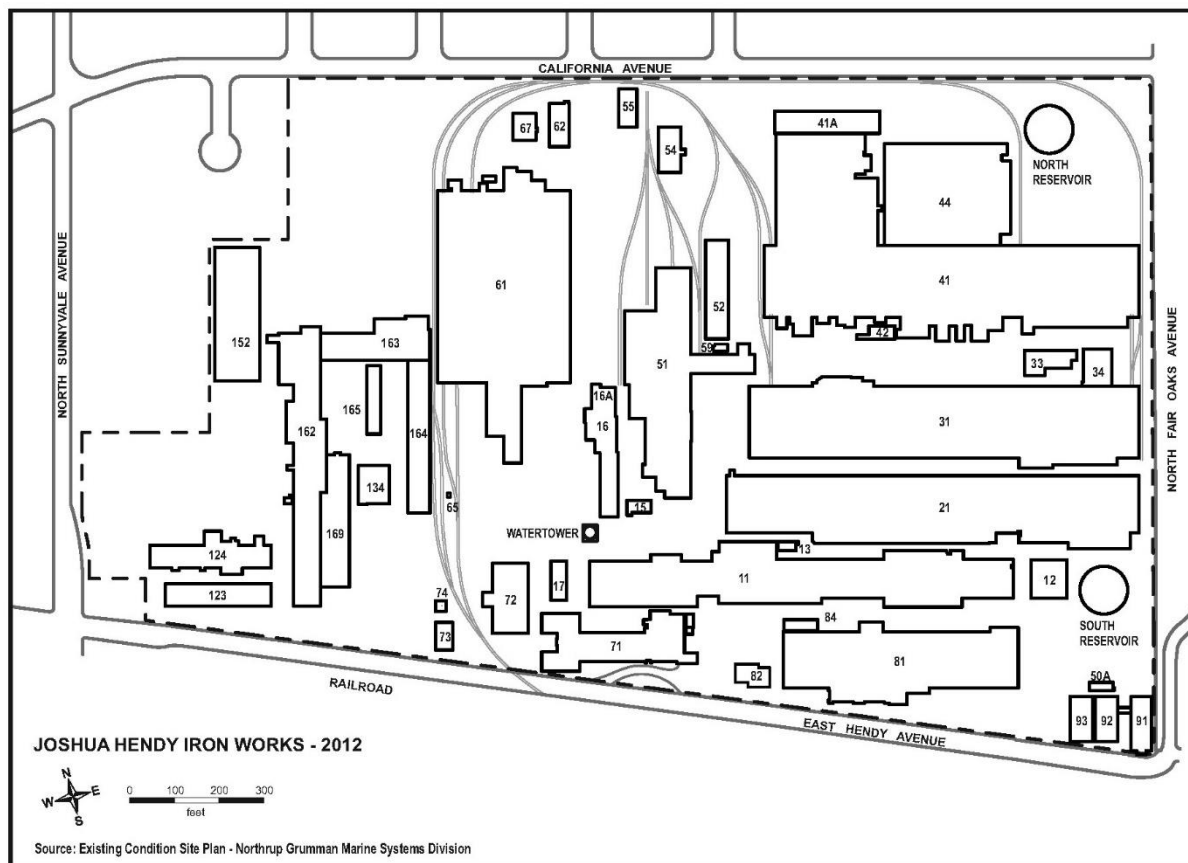 CALIFORNIA AVENUE
55
67
62
41A
54
NORTH
RESERVOIR
44
NORTH SUNNYVALE AVENUE
61
41
52
152
42
163
59
33
34
51
NORTH FAIR OAKS AVENUE
16A
165
31
16
162
164
134
65
15
21
WATERTOWER
169
13
124
11
17
12
72
123
74
84
SOUTH
RESERVOIR
73
71
81
82
50A
RAILROAD
93
92
91
EAST HENDY AVENUE
JOSHUA HENDY IRON WORKS - 2012
N
W E
S
0 100 200 300
feet
Source: Existing Condition Site Plan - Northrup Grumman Marine Systems Division